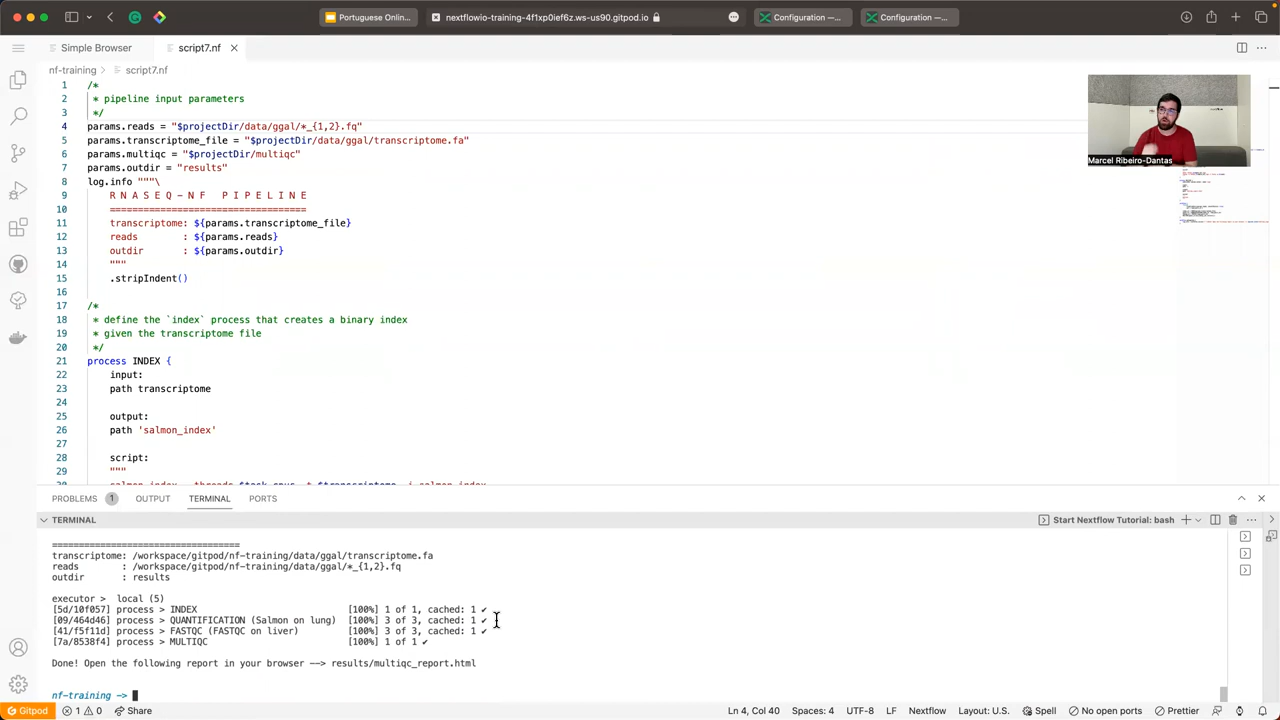 Portuguese Onlin...
nextflowio-training-4f1xp0ief6z.ws-us90.gitpod.io
Configuration —...
Configuration —...
Simple Browser
script7.nf
nf-training > script7.nf
1 /*
2 * pipeline input parameters
3 */
4 params.reads = "$projectDir/data/ggal/*_{1,2}.fq"
5 params.transcriptome_file = "$projectDir/data/ggal/transcriptome.fa"
6 params.multiqc = "$projectDir/multiqc"
7 params.outdir = "results"
8 log.info """\
9 R N A S E Q - N F   P I P E L I N E
10 ===================================
11 transcriptome: ${params.transcriptome_file}
12 reads        : ${params.reads}
13 outdir       : ${params.outdir}
14 """
15 .stripIndent()
16
17 /*
18 * define the `index` process that creates a binary index
19 * given the transcriptome file
20 */
21 process INDEX {
22 input:
23 path transcriptome
24
25 output:
26 path 'salmon_index'
27
28 script:
29 """
30 salmon index --threads $task.cpus -t $transcriptome -i salmon_index
Marcel Ribeiro-Dantas
PROBLEMS 1 OUTPUT TERMINAL PORTS
TERMINAL
Start Nextflow Tutorial: bash
===================================
transcriptome: /workspace/gitpod/nf-training/data/ggal/transcriptome.fa
reads        : /workspace/gitpod/nf-training/data/ggal/*_{1,2}.fq
outdir       : results
executor >  local (5)
[5d/10f057] process > INDEX                          [100%] 1 of 1, cached: 1 ✔
[09/464d46] process > QUANTIFICATION (Salmon on lung) [100%] 3 of 3, cached: 1 ✔
[41/f5f11d] process > FASTQC (FASTQC on liver)       [100%] 3 of 3, cached: 1 ✔
[7a/8538f4] process > MULTIQC                        [100%] 1 of 1 ✔
Done! Open the following report in your browser --> results/multiqc_report.html
nf-training ->
Gitpod 1 0 Share Ln 4, Col 40 Spaces: 4 UTF-8 LF Nextflow Layout: U.S. Spell No open ports Prettier